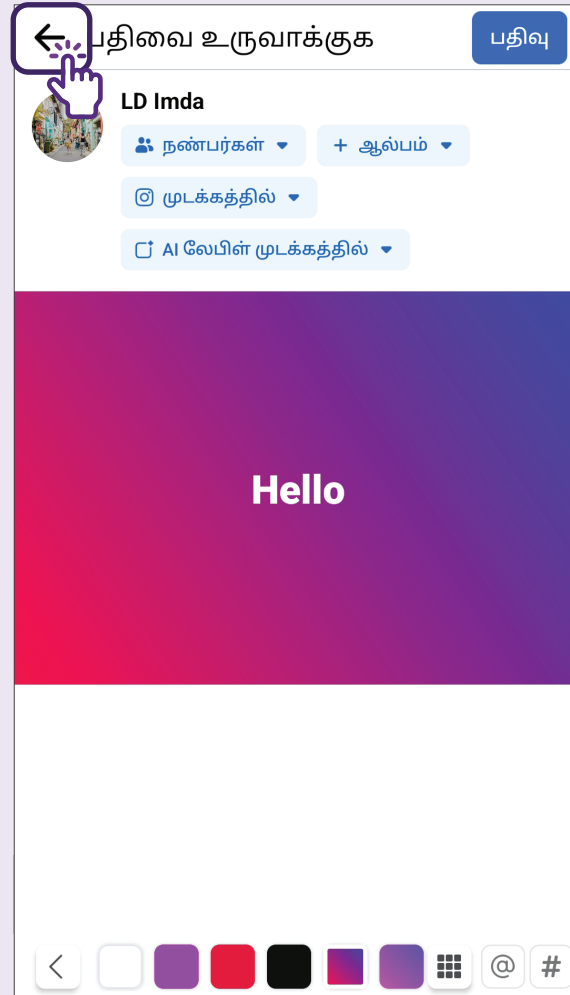 பதிவை உருவாக்குக
பதிவு
LD Imda
நண்பர்கள்
+ ஆல்பம்
முடக்கத்தில்
AI லேபிள் முடக்கத்தில்
Hello
@ #